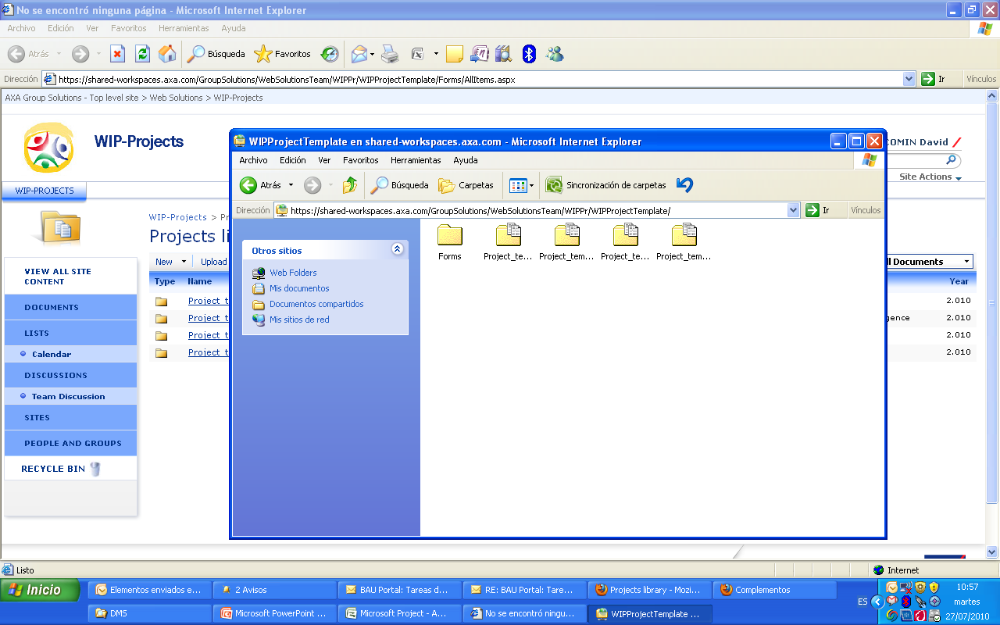 No se encontró ninguna página - Microsoft Internet Explorer
Archivo Edición Ver Favoritos Herramientas Ayuda
Atrás Búsqueda Favoritos
Dirección https://shared-workspaces.axa.com/GroupSolutions/WebSolutionsTeam/WIPPr/WIPProjectTemplate/Forms/AllItems.aspx Ir Vínculos
AXA Group Solutions - Top level site > Web Solutions > WIP-Projects
WIP-Projects
COMIN David
Site Actions
WIP-PROJECTS
WIP-Projects > Pr
Projects li
New Upload
ll Documents
Type Name Year
Project_t 2.010
Project_t gence 2.010
Project_t 2.010
Project_t 2.010
VIEW ALL SITE
CONTENT
DOCUMENTS
LISTS
Calendar
DISCUSSIONS
Team Discussion
SITES
PEOPLE AND GROUPS
RECYCLE BIN
WIPProjectTemplate en shared-workspaces.axa.com - Microsoft Internet Explorer
Archivo Edición Ver Favoritos Herramientas Ayuda
Atrás Búsqueda Carpetas Sincronización de carpetas
Dirección https://shared-workspaces.axa.com/GroupSolutions/WebSolutionsTeam/WIPPr/WIPProjectTemplate/ Ir Vínculos
Otros sitios
Web Folders
Mis documentos
Documentos compartidos
Mis sitios de red
Forms Project_te... Project_tem... Project_te... Project_tem...
Listo Internet
Inicio
Elementos enviados e... 2 Avisos BAU Portal: Tareas d... RE: BAU Portal: Tare... Projects library - Mozi... Complementos
DMS Microsoft PowerPoint ... Microsoft Project - A... No se encontró ningu... WIPProjectTemplate ...
ES
10:57
martes
27/07/2010